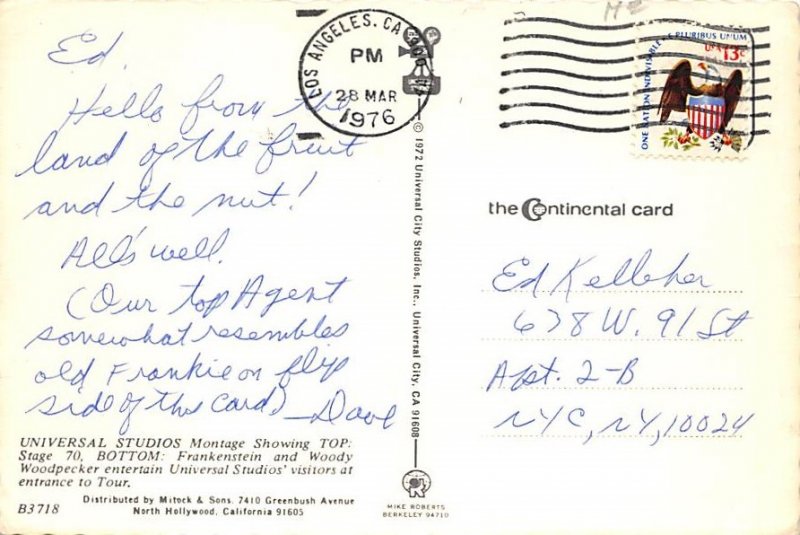 Ed,
Hello from the
land of the fruit
and the nut!
All's well.
(Our top Agent
somewhat resembles
old Frankie on flip
side of this card) —Dave
UNIVERSAL STUDIOS Montage Showing TOP:
Stage 70, BOTTOM: Frankenstein and Woody
Woodpecker entertain Universal Studios' visitors at
entrance to Tour.
Distributed by Mitock & Sons. 7410 Greenbush Avenue
B3718 North Hollywood, California 91605
© 1972 Universal City Studios, Inc., Universal City, CA 91608
MIKE ROBERTS
BERKELEY 94710
LOS ANGELES, CA
PM
28 MAR
1976
ONE NATION INDIVISIBLE E PLURIBUS UNUM
USA 13c
the Continental card
Ed Kelleher
678 W. 91 St
Apt. 2-B
NYC, NY, 10024